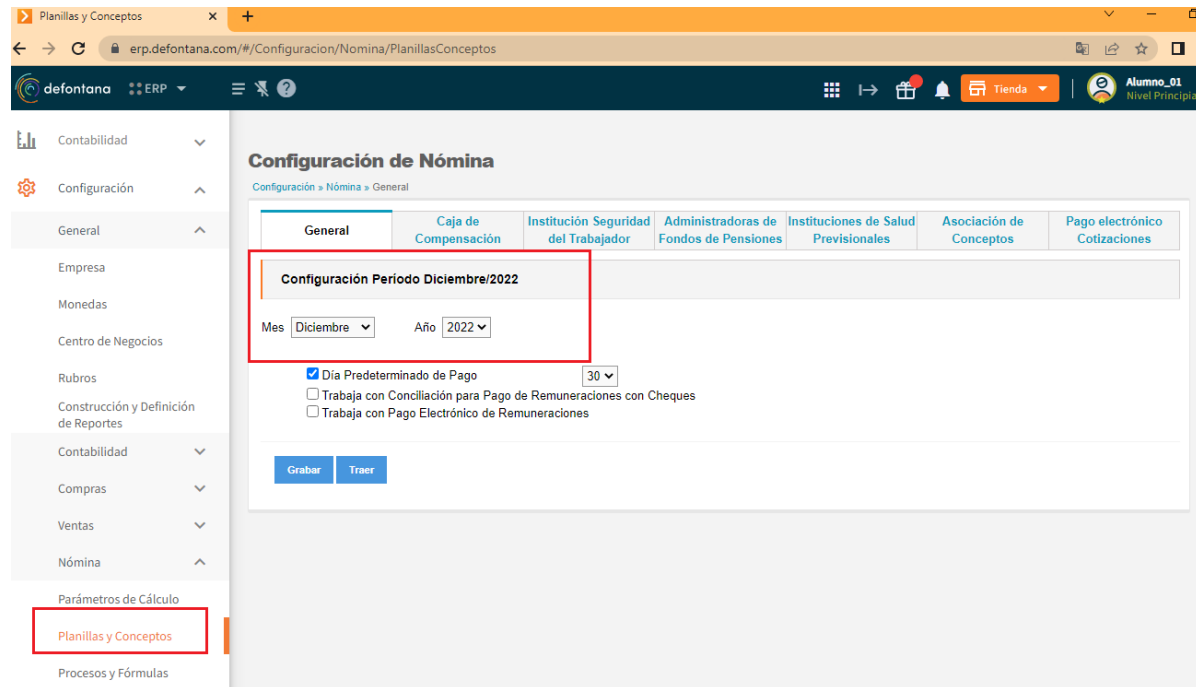 Planillas y Conceptos
erp.defontana.com/#/Configuracion/Nomina/PlanillasConceptos
defontana ERP
Tienda
Alumno_01
Nivel Principia
Contabilidad
Configuración
General
Empresa
Monedas
Centro de Negocios
Rubros
Construcción y Definición
de Reportes
Contabilidad
Compras
Ventas
Nómina
Parámetros de Cálculo
Planillas y Conceptos
Procesos y Fórmulas
Configuración de Nómina
Configuración » Nómina » General
General
Caja de
Compensación
Institución Seguridad
del Trabajador
Administradoras de
Fondos de Pensiones
Instituciones de Salud
Previsionales
Asociación de
Conceptos
Pago electrónico
Cotizaciones
Configuración Período Diciembre/2022
Mes Diciembre Año 2022
Día Predeterminado de Pago 30
Trabaja con Conciliación para Pago de Remuneraciones con Cheques
Trabaja con Pago Electrónico de Remuneraciones
Grabar Traer